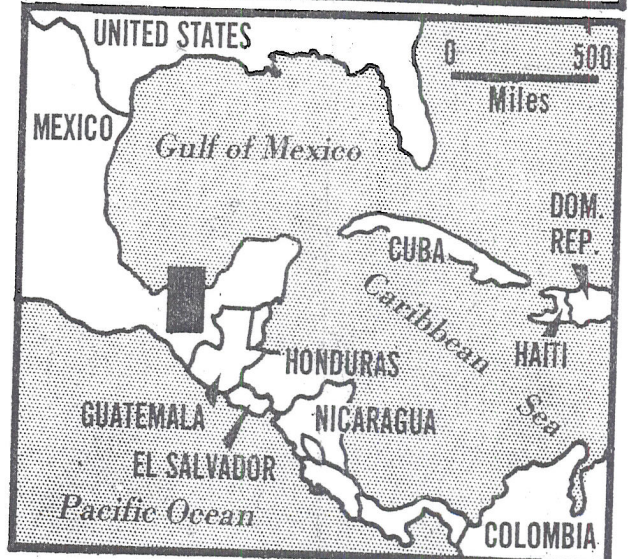 UNITED STATES
0 500
Miles
MEXICO
Gulf of Mexico
DOM.
REP.
CUBA
Caribbean
Sea
HAITI
HONDURAS
GUATEMALA
NICARAGUA
EL SALVADOR
Pacific Ocean
COLOMBIA